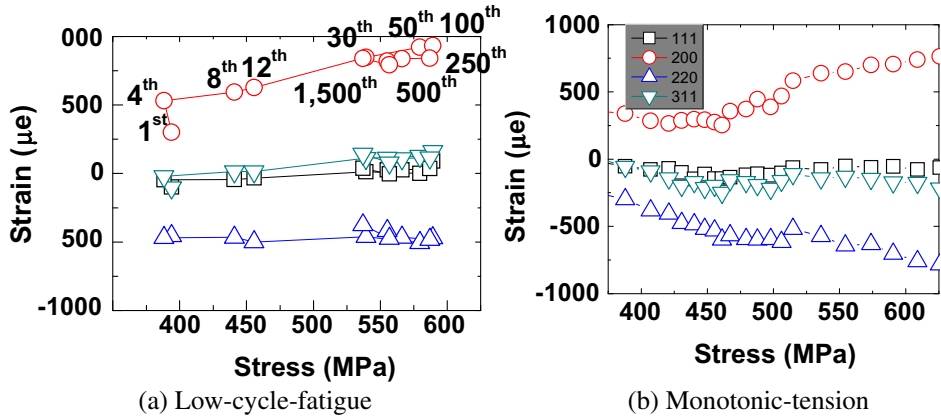 000
500
0
500
-1000
Strain (µe)
400 450 500 550 600
Stress (MPa)
1st
4th
8th
12th
30th
50th
100th
1,500th
500th
250th
(a) Low-cycle-fatigue
1000
500
0
-500
-1000
Strain (µe)
400 450 500 550 600
Stress (MPa)
111
200
220
311
(b) Monotonic-tension